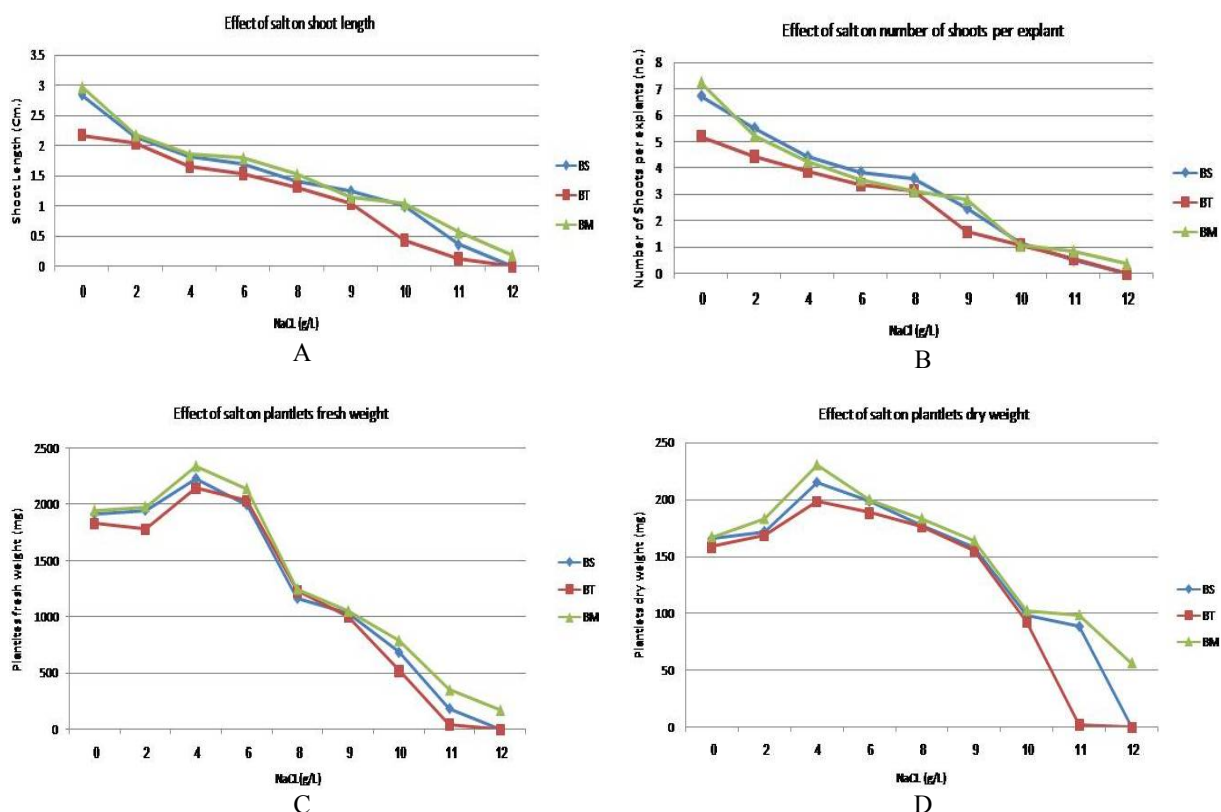 Effect of salt on shoot length
3.5
3
2.5
2
1.5
1
0.5
0
Shoot Length (Cm.)
0 2 4 6 8 9 10 11 12
NaCL (g/L)
BS
BT
BM
A
Effect of salt on number of shoots per explant
8
7
6
5
4
3
2
1
0
Number of Shoots per explants (no.)
0 2 4 6 8 9 10 11 12
NaCl (g/L)
BS
BT
BM
B
Effect of salt on plantlets fresh weight
2500
2000
1500
1000
500
0
Plantltes fresh weight (mg)
0 2 4 6 8 9 10 11 12
NaCL (g/L)
BS
BT
BM
C
Effect of salt on plantlets dry weight
250
200
150
100
50
0
Plantlets dry weight (mg)
0 2 4 6 8 9 10 11 12
NaCL (g/L)
BS
BT
BM
D